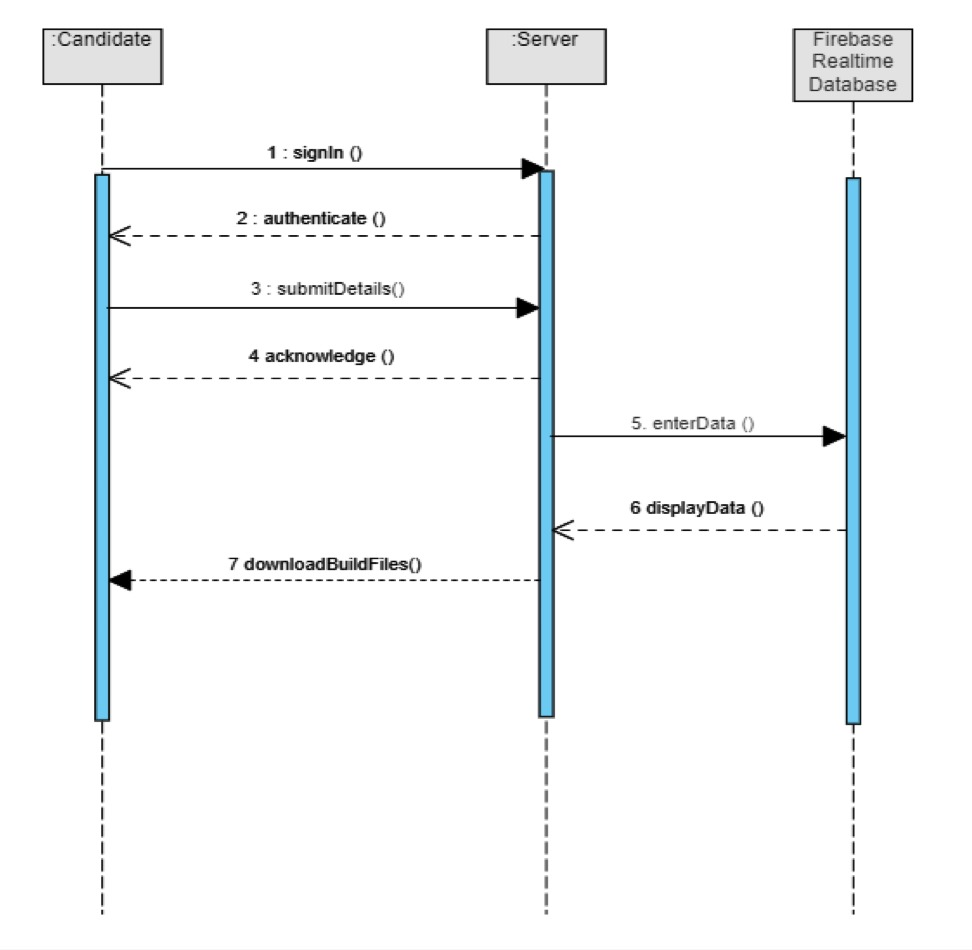 :Candidate
:Server
Firebase
Realtime
Database
1 : signIn ()
2 : authenticate ()
3 : submitDetails()
4 acknowledge ()
5. enterData ()
6 displayData ()
7 downloadBuildFiles()